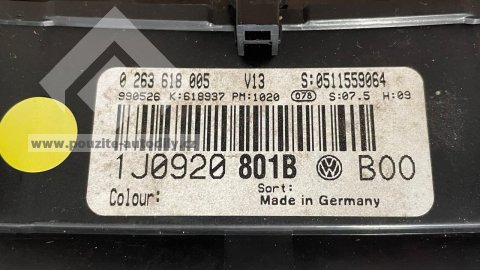 0 263 618 005 V13 S:0511559064
990526 K:618937 PM:1020 078 S:07.5 H:09
www.pouzite-autodily.cz
1J0920 801B VW B00
Colour: Sort:
Made in Germany